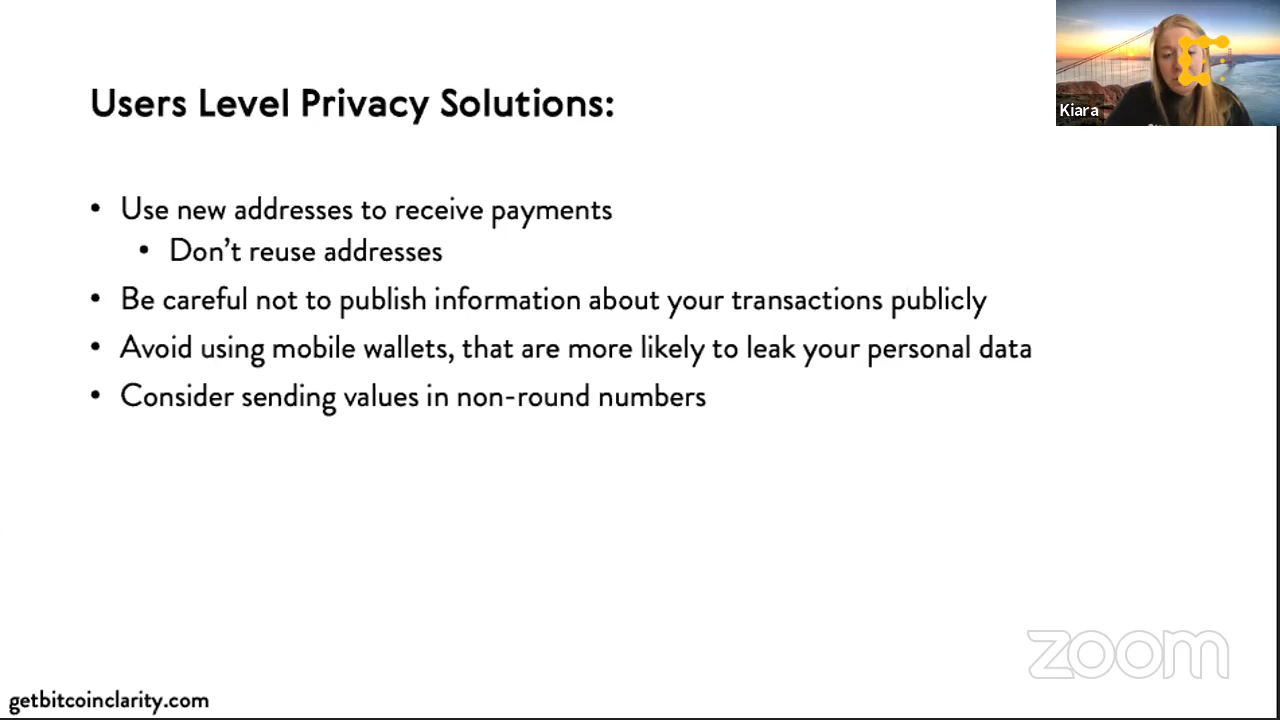 Users Level Privacy Solutions:
Kiara
• Use new addresses to receive payments
• Don’t reuse addresses
• Be careful not to publish information about your transactions publicly
• Avoid using mobile wallets, that are more likely to leak your personal data
• Consider sending values in non-round numbers
zoom
getbitcoinclarity.com